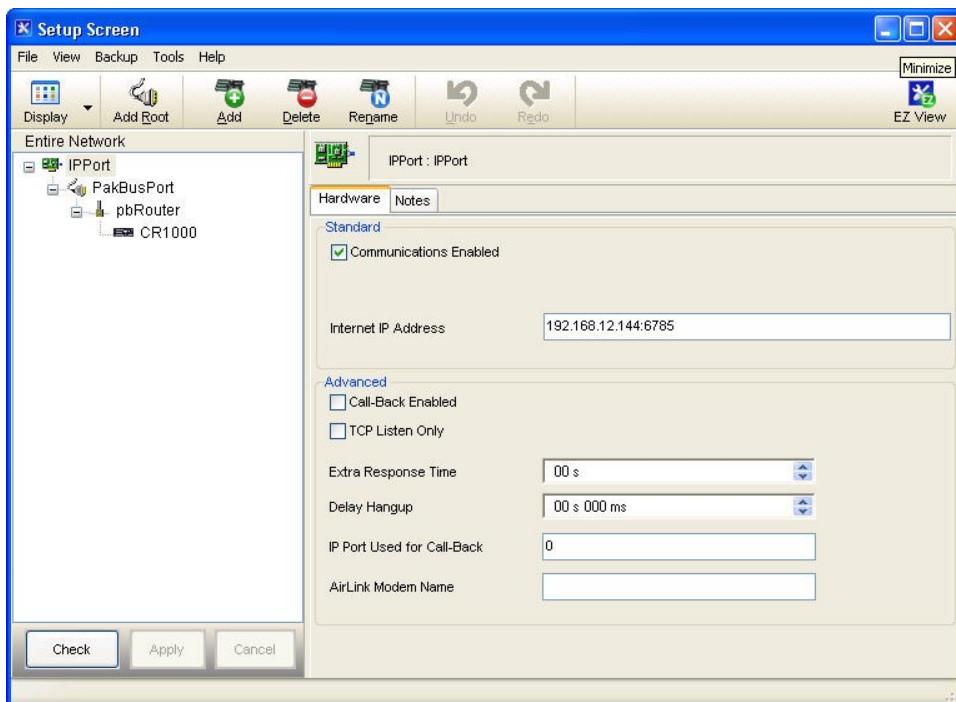 Setup Screen
File View Backup Tools Help
Minimize
Display Add Root Add Delete Rename Undo Redo EZ View
Entire Network
IPPort
PakBusPort
pbRouter
CR1000
IPPort : IPPort
Hardware Notes
Standard
Communications Enabled
Internet IP Address 192.168.12.144:6785
Advanced
Call-Back Enabled
TCP Listen Only
Extra Response Time 00 s
Delay Hangup 00 s 000 ms
IP Port Used for Call-Back 0
AirLink Modem Name
Check Apply Cancel